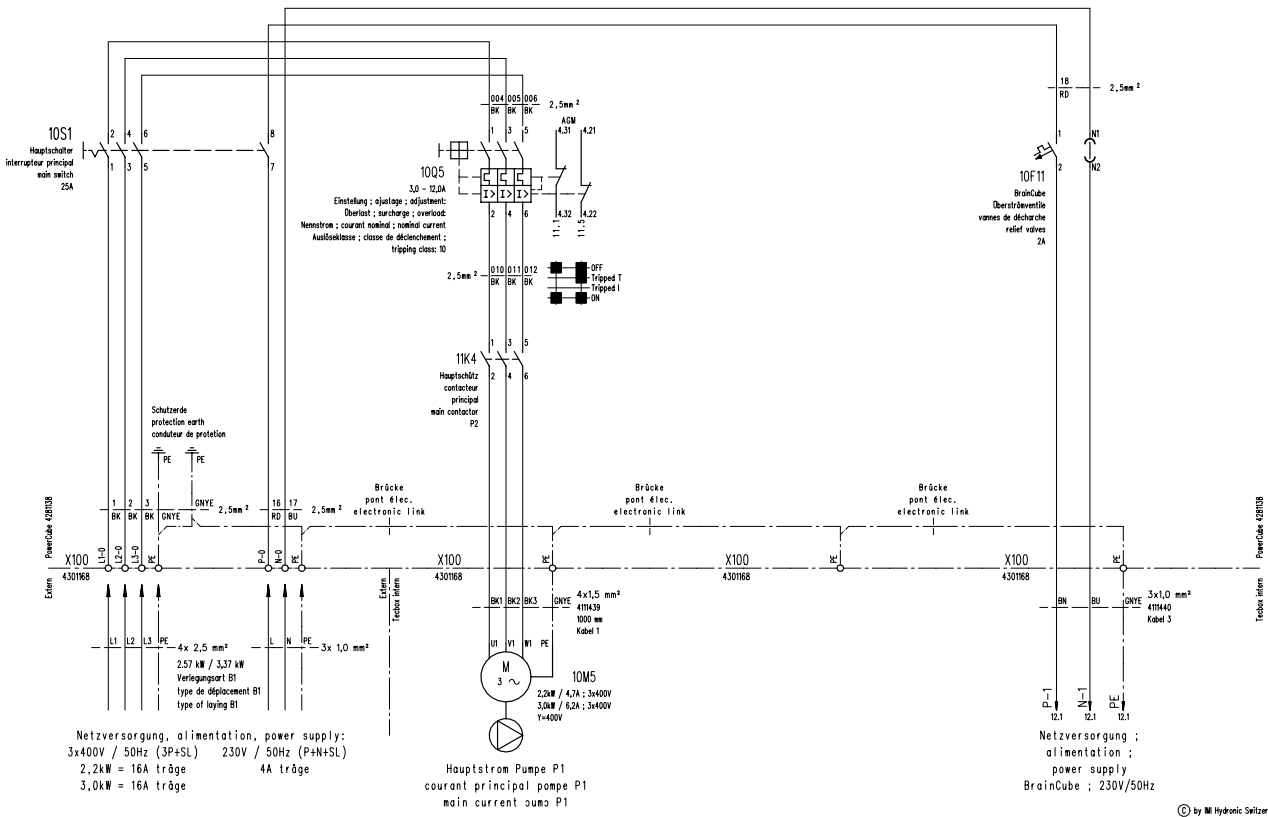 004 005 006
BK BK BK
2,5mm²
18
RD
2,5mm²
10S1
Hauptschalter
interrupteur principal
main switch
25A
2 4 6
1 3 5
8
7
1 3 5
AGM
4.31 4.21
10Q5
3,0 - 12,0A
Einstellung ; ajustage ; adjustment:
Überlast ; surcharge ; overload:
Nennstrom ; courant nominal ; nominal current
Auslöseklasse ; classe de déclenchement ;
tripping class: 10
I> I> I>
2 4 6
4.32 4.22
11.1 11.5
1
2
N1
N2
10F11
BrainCube
Überströmventile
vannes de décharche
relief valves
2A
2,5mm²
010 011 012
BK BK BK
OFF
Tripped T
Tripped I
ON
11K4
Hauptschütz
contacteur
principal
main contactor
P2
1 3 5
2 4 6
Schutzerde
protection earth
conduteur de protetion
PE PE
1 2 3
BK BK BK GNYE
GNYE
2,5mm²
16 17
RD BU
2,5mm²
Brücke
pont élec.
electronic link
Brücke
pont élec.
electronic link
Brücke
pont élec.
electronic link
PowerCube 4281138
Extern
X100
4301168
L1-0 L2-0 L3-0 PE
P-0 N-0 PE
Extern
Tecbox intern
X100
4301168
PE
X100
4301168
PE
X100
4301168
PE
PowerCube 4281138
Tecbox intern
BK1 BK2 BK3 GNYE
4x1,5 mm²
4111439
1000 mm
Kabel 1
BN BU GNYE
3x1,0 mm²
4111440
Kabel 3
L1 L2 L3 PE
4x 2,5 mm²
2.57 kW / 3,37 kW
Verlegungsart B1
type de déplacement B1
type of laying B1
L N PE
3x 1,0 mm²
U1 V1 W1 PE
M
3 ~
10M5
2,2kW / 4,7A ; 3x400V
3,0kW / 6,2A ; 3x400V
Y=400V
P-1 N-1 PE
12.1 12.1 12.1
Netzversorgung, alimentation, power supply:
3x400V / 50Hz (3P+SL) 230V / 50Hz (P+N+SL)
2,2kW = 16A träge 4A träge
3,0kW = 16A träge
Hauptstrom Pumpe P1
courant principal pompe P1
main current pump P1
Netzversorgung ;
alimentation ;
power supply
BrainCube ; 230V/50Hz
© by IMI Hydronic Switzer